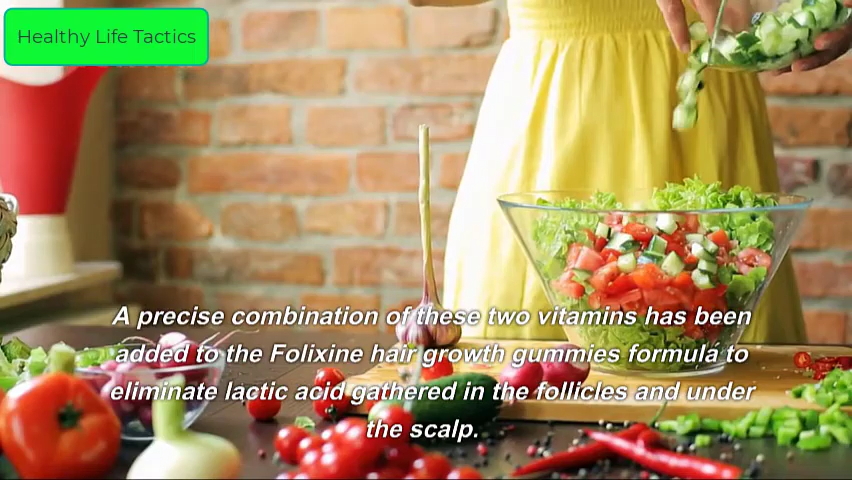 Healthy Life Tactics
A precise combination of these two vitamins has been
added to the Folixine hair growth gummies formula to
eliminate lactic acid gathered in the follicles and under
the scalp.